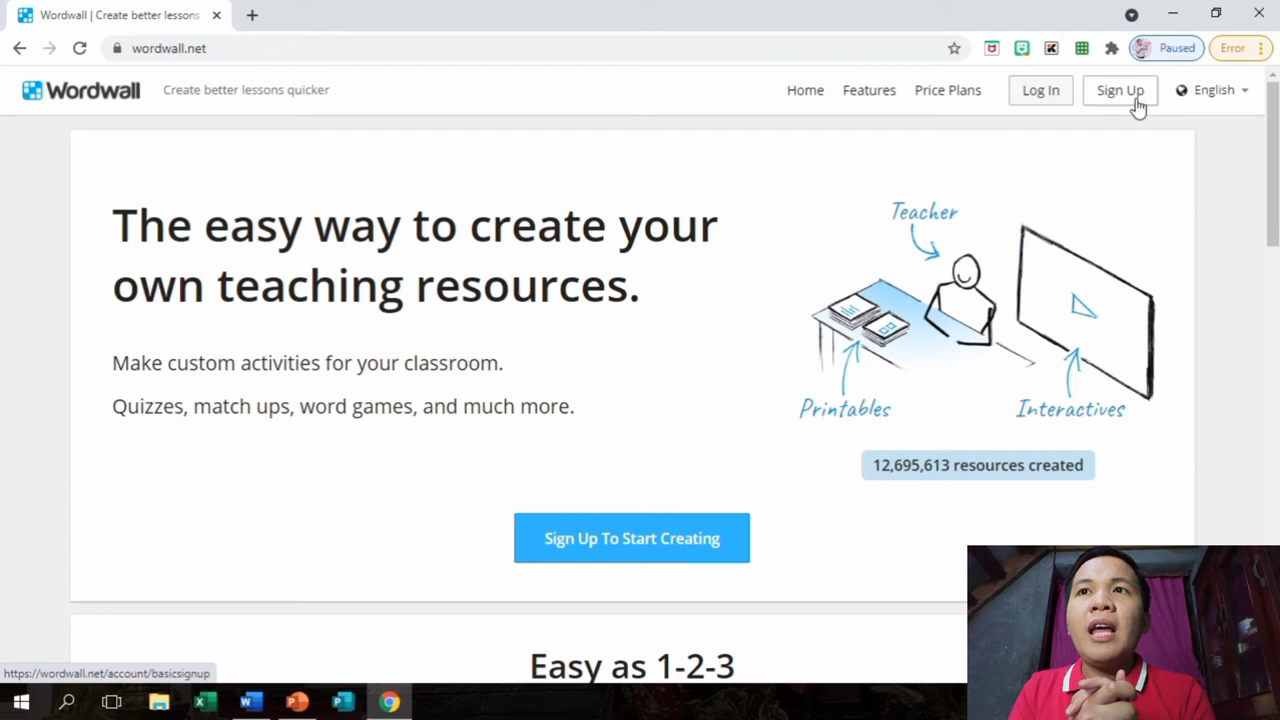 Wordwall | Create better lessons
wordwall.net
Paused
Error
Wordwall
Create better lessons quicker
Home
Features
Price Plans
Log In
Sign Up
English
The easy way to create your
own teaching resources.
Make custom activities for your classroom.
Quizzes, match ups, word games, and much more.
Teacher
Printables
Interactives
12,695,613 resources created
Sign Up To Start Creating
Easy as 1-2-3
https://wordwall.net/account/basicsignup